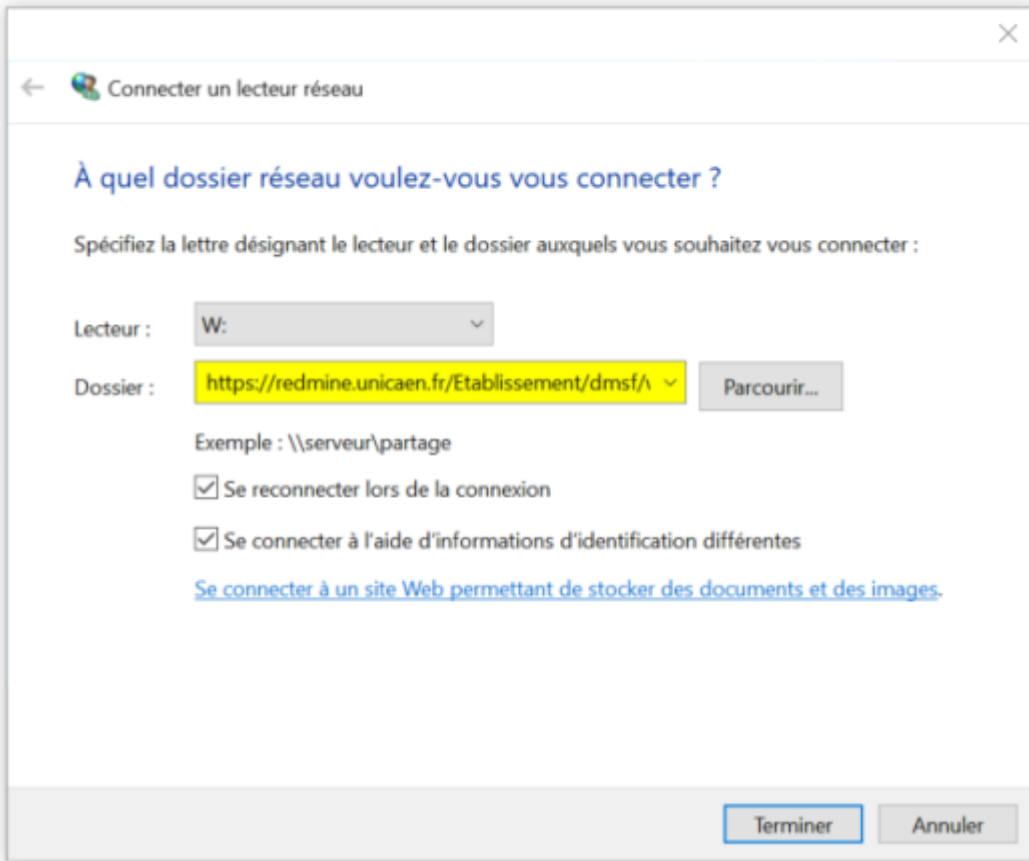 Connecter un lecteur réseau
À quel dossier réseau voulez-vous vous connecter ?
Spécifiez la lettre désignant le lecteur et le dossier auxquels vous souhaitez vous connecter :
Lecteur : W:
Dossier : https://redmine.unicaen.fr/Etablissement/dmsf/ Parcourir...
Exemple : \\serveur\partage
Se reconnecter lors de la connexion
Se connecter à l'aide d'informations d'identification différentes
Se connecter à un site Web permettant de stocker des documents et des images.
Terminer Annuler